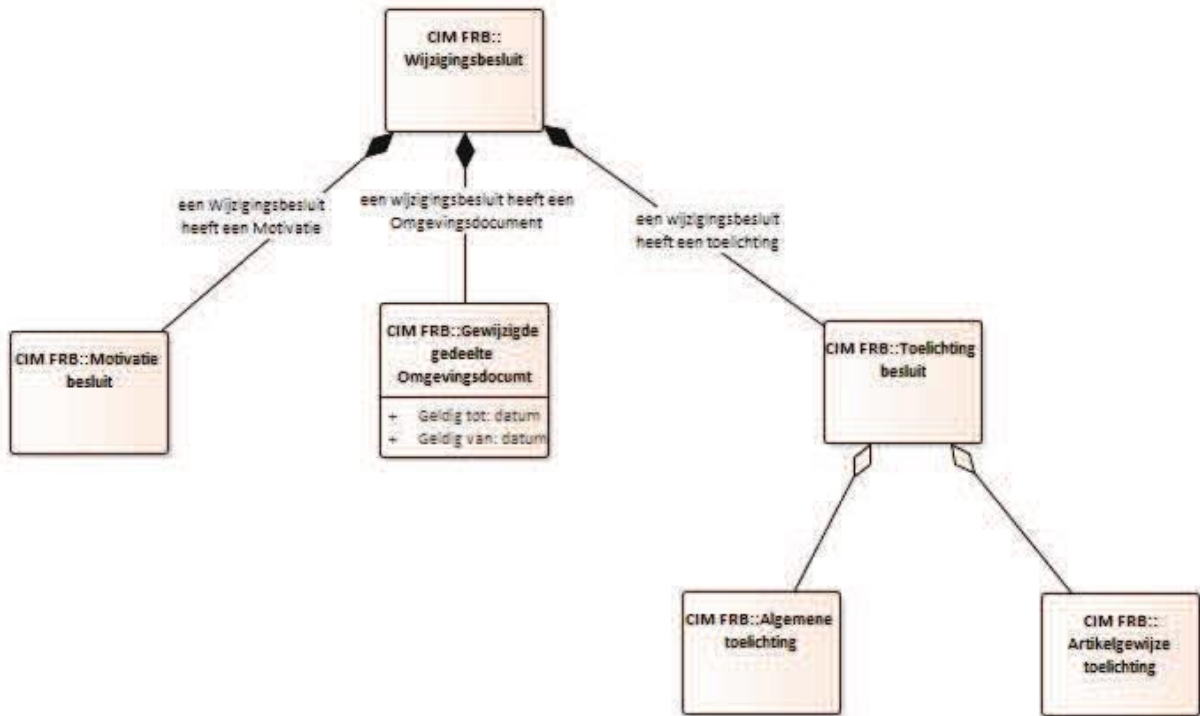 CIM FRB::
Wijzigingsbesluit
een Wijzigingsbesluit
heeft een Motivatie
een wijzigingsbesluit heeft een
Omgevingsdocument
een wijzigingsbesluit
heeft een toelichting
CIM FRB::Motivatie
besluit
CIM FRB::Gewijzigde
gedeelte
Omgevingsdocumt
+ Geldig tot: datum
+ Geldig van: datum
CIM FRB::Toelichting
besluit
CIM FRB::Algemene
toelichting
CIM FRB::
Artikelgewijze
toelichting